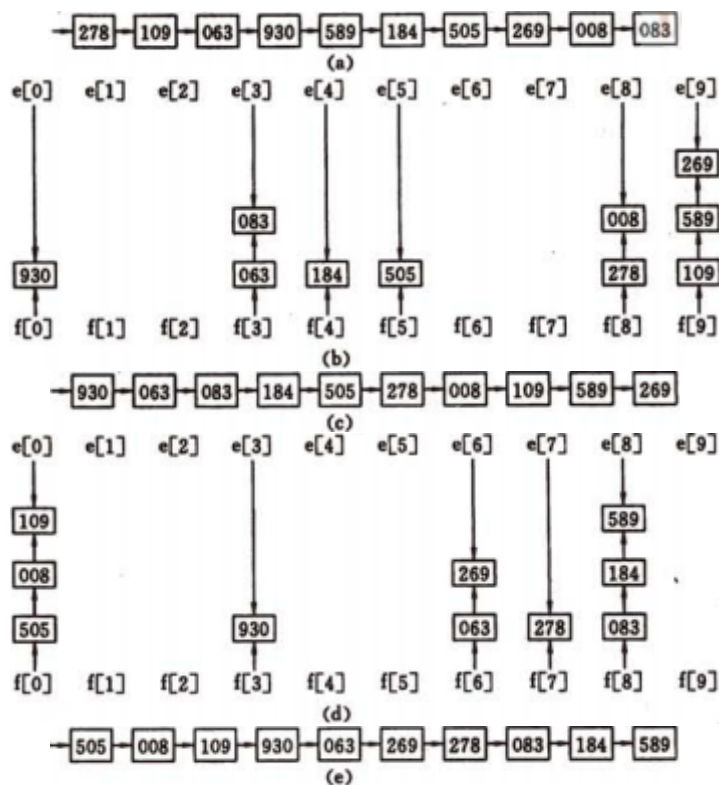 278 109 063 930 589 184 505 269 008 083
(a)
e[0] e[1] e[2] e[3] e[4] e[5] e[6] e[7] e[8] e[9]
269
083 008 589
930 063 184 505 278 109
f[0] f[1] f[2] f[3] f[4] f[5] f[6] f[7] f[8] f[9]
(b)
930 063 083 184 505 278 008 109 589 269
(c)
e[0] e[1] e[2] e[3] e[4] e[5] e[6] e[7] e[8] e[9]
109 589
008 269 184
505 930 063 278 083
f[0] f[1] f[2] f[3] f[4] f[5] f[6] f[7] f[8] f[9]
(d)
505 008 109 930 063 269 278 083 184 589
(e)